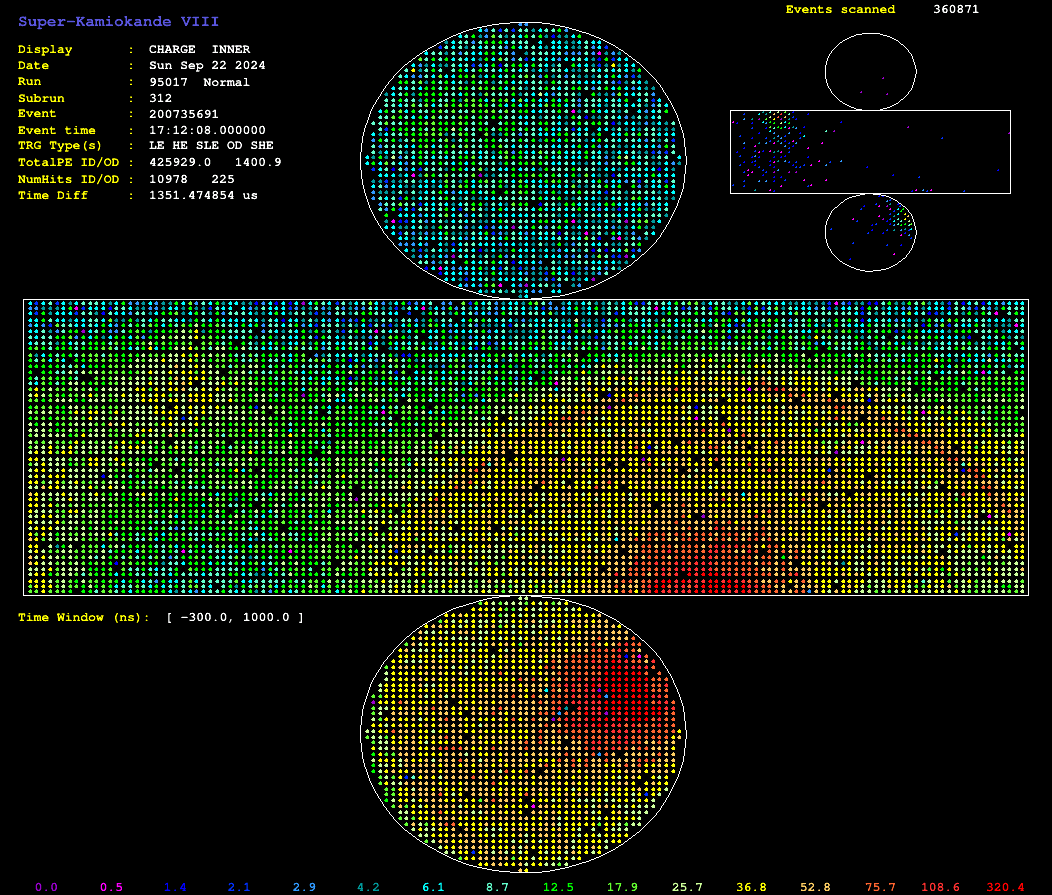 Super-Kamiokande VIII
Events scanned 360871
Display : CHARGE INNER
Date : Sun Sep 22 2024
Run : 95017 Normal
Subrun : 312
Event : 200735691
Event time : 17:12:08.000000
TRG Type(s) : LE HE SLE OD SHE
TotalPE ID/OD : 425929.0 1400.9
NumHits ID/OD : 10978 225
Time Diff : 1351.474854 us
Time Window (ns): [ -300.0, 1000.0 ]
0.0 0.5 1.4 2.1 2.9 4.2 6.1 8.7 12.5 17.9 25.7 36.8 52.8 75.7 108.6 320.4